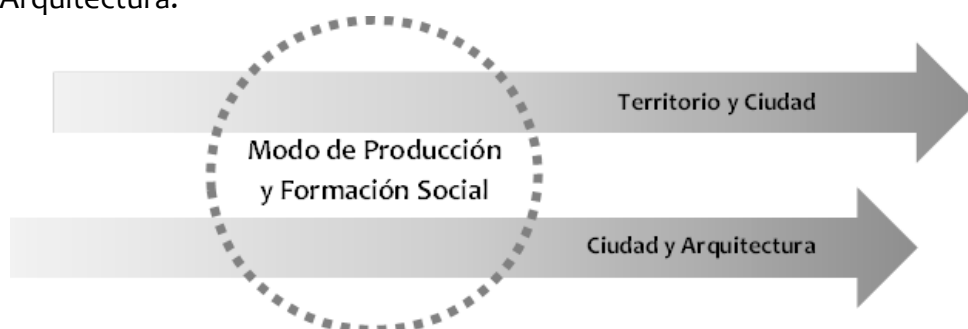 Arquitectura.
Territorio y Ciudad
Modo de Producción
y Formación Social
Ciudad y Arquitectura